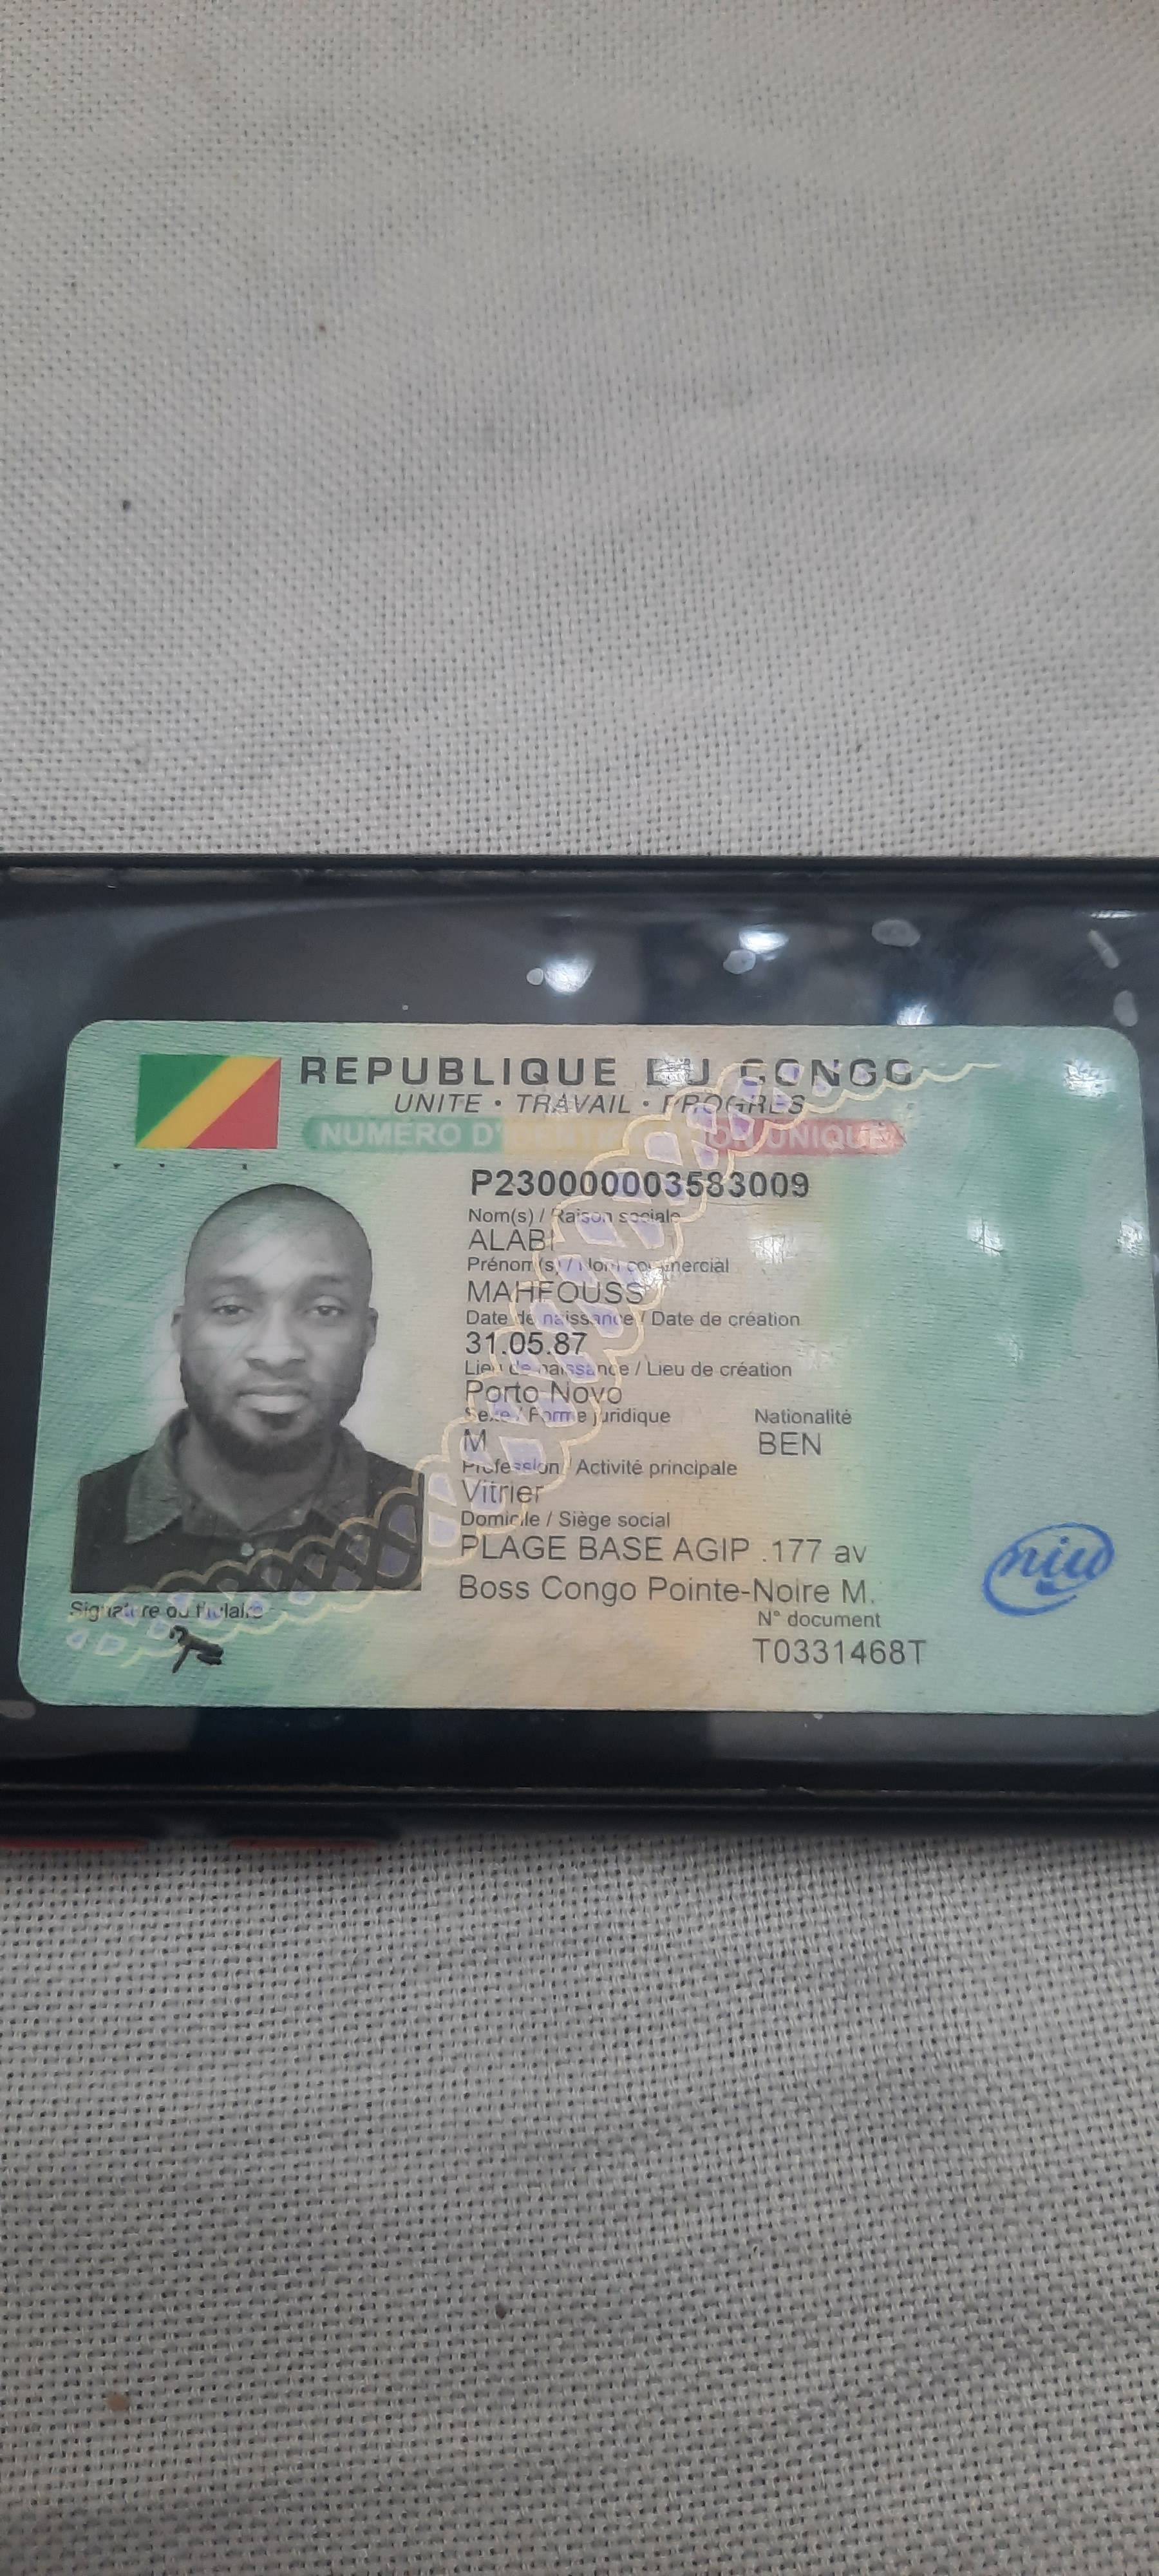 REPUBLIQUE DU CONGO
UNITE • TRAVAIL • PROGRES
NUMÉRO D'IDENTIFICATION UNIQUE
P230000003583009
Nom(s) / Raison sociale
ALABI
Prénom(s) / Nom commercial
MAHFOUSS
Date de naissance / Date de création
31.05.87
Lieu de naissance / Lieu de création
Porto-Novo
Sexe / Forme juridique Nationalité
M BEN
Profession / Activité principale
Vitrier
Domicile / Siège social
PLAGE BASE AGIP .177 av
Boss Congo Pointe-Noire M.
niu
Signature du titulaire
N° document
T0331468T